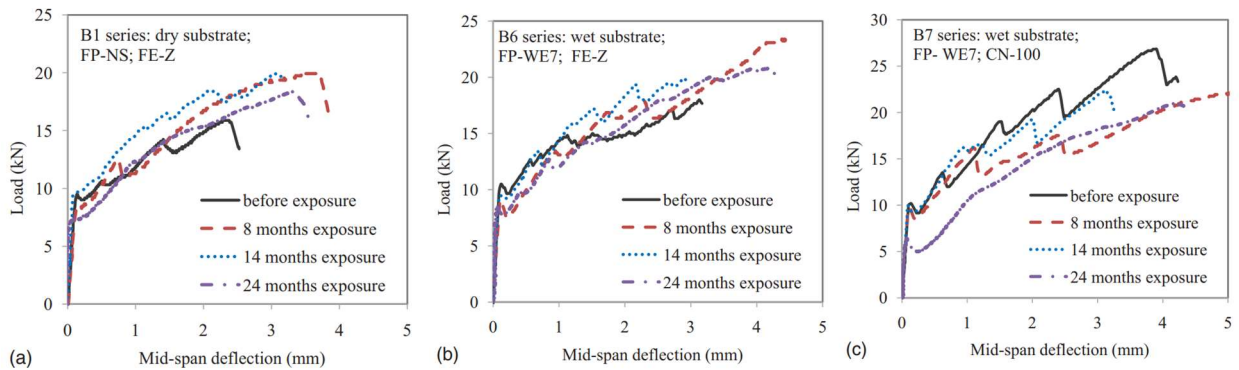 B1 series: dry substrate;
FP-NS; FE-Z
25
20
15
10
5
0
Load (kN)
before exposure
8 months exposure
14 months exposure
24 months exposure
0 1 2 3 4 5
Mid-span deflection (mm)
(a)
B6 series: wet substrate;
FP-WE7; FE-Z
25
20
15
10
5
0
Load (kN)
before exposure
8 months exposure
14 months exposure
24 months exposure
0 1 2 3 4 5
Mid-span deflection (mm)
(b)
B7 series: wet substrate;
FP- WE7; CN-100
30
25
20
15
10
5
0
Load (kN)
before exposure
8 months exposure
14 months exposure
24 months exposure
0 1 2 3 4 5
Mid-span deflection (mm)
(c)